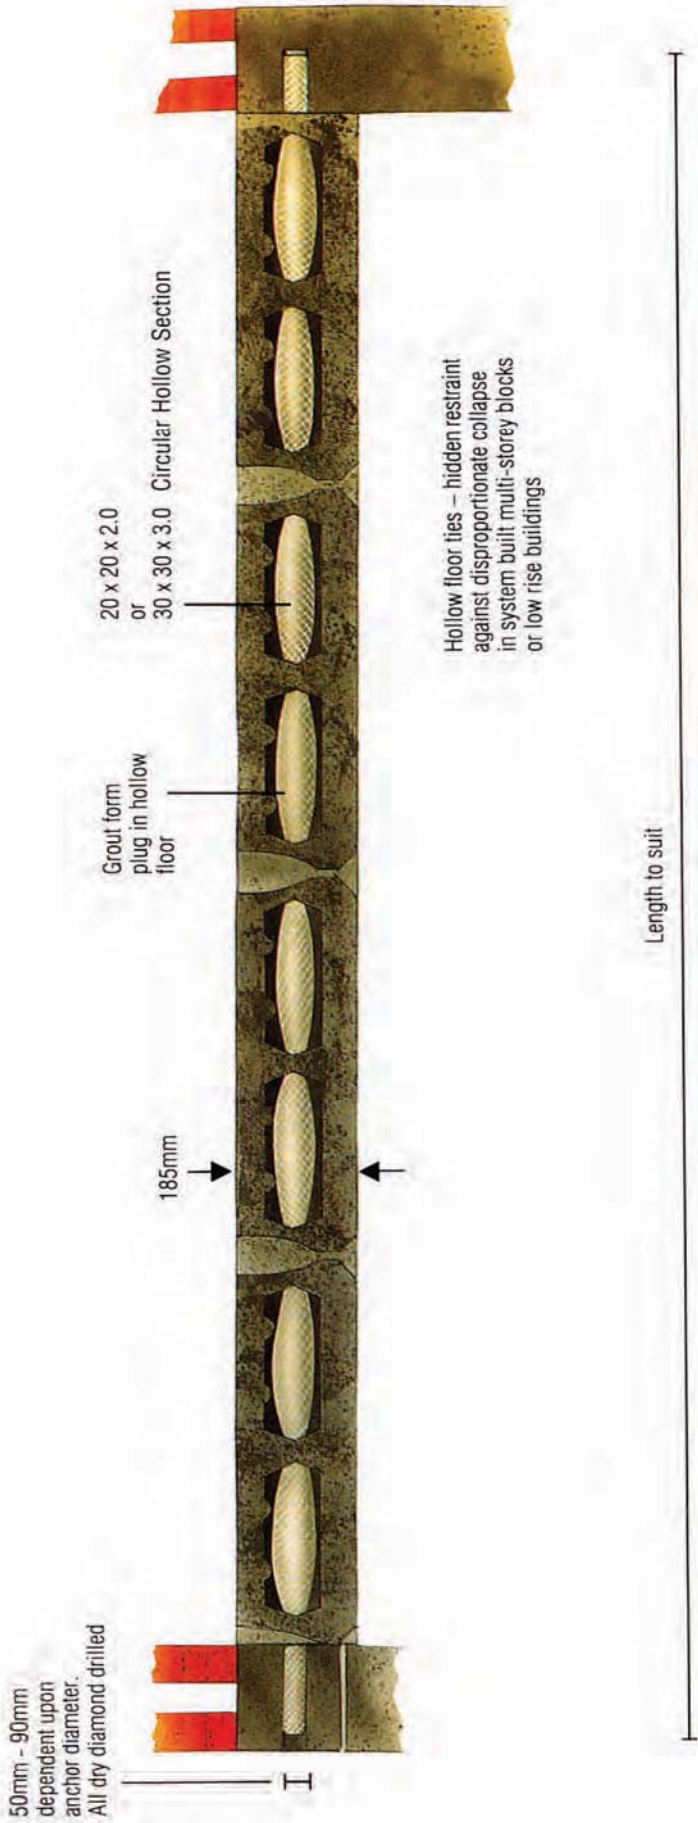 50mm - 90mm
dependent upon
anchor diameter.
All dry diamond drilled
185mm
Grout form
plug in hollow
floor
20 x 20 x 2.0
or
30 x 30 x 3.0 Circular Hollow Section
Hollow floor ties – hidden restraint
against disproportionate collapse
in system built multi-storey blocks
or low rise buildings
Length to suit